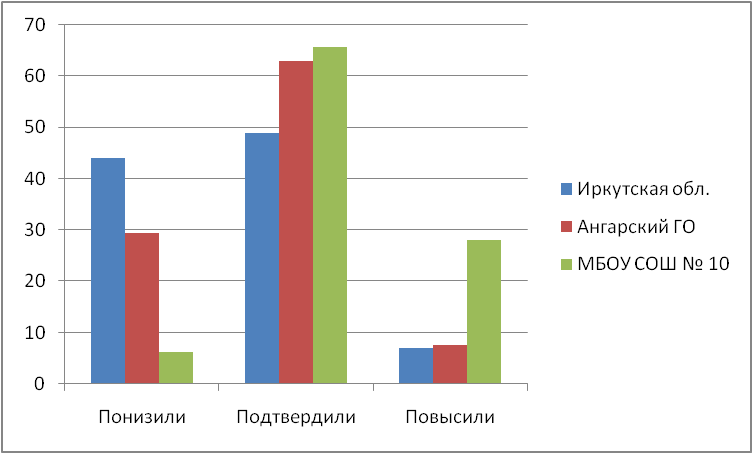 70
60
50
40
30
20
10
0
Понизили
Подтвердили
Повысили
Иркутская обл.
Ангарский ГО
МБОУ СОШ № 10